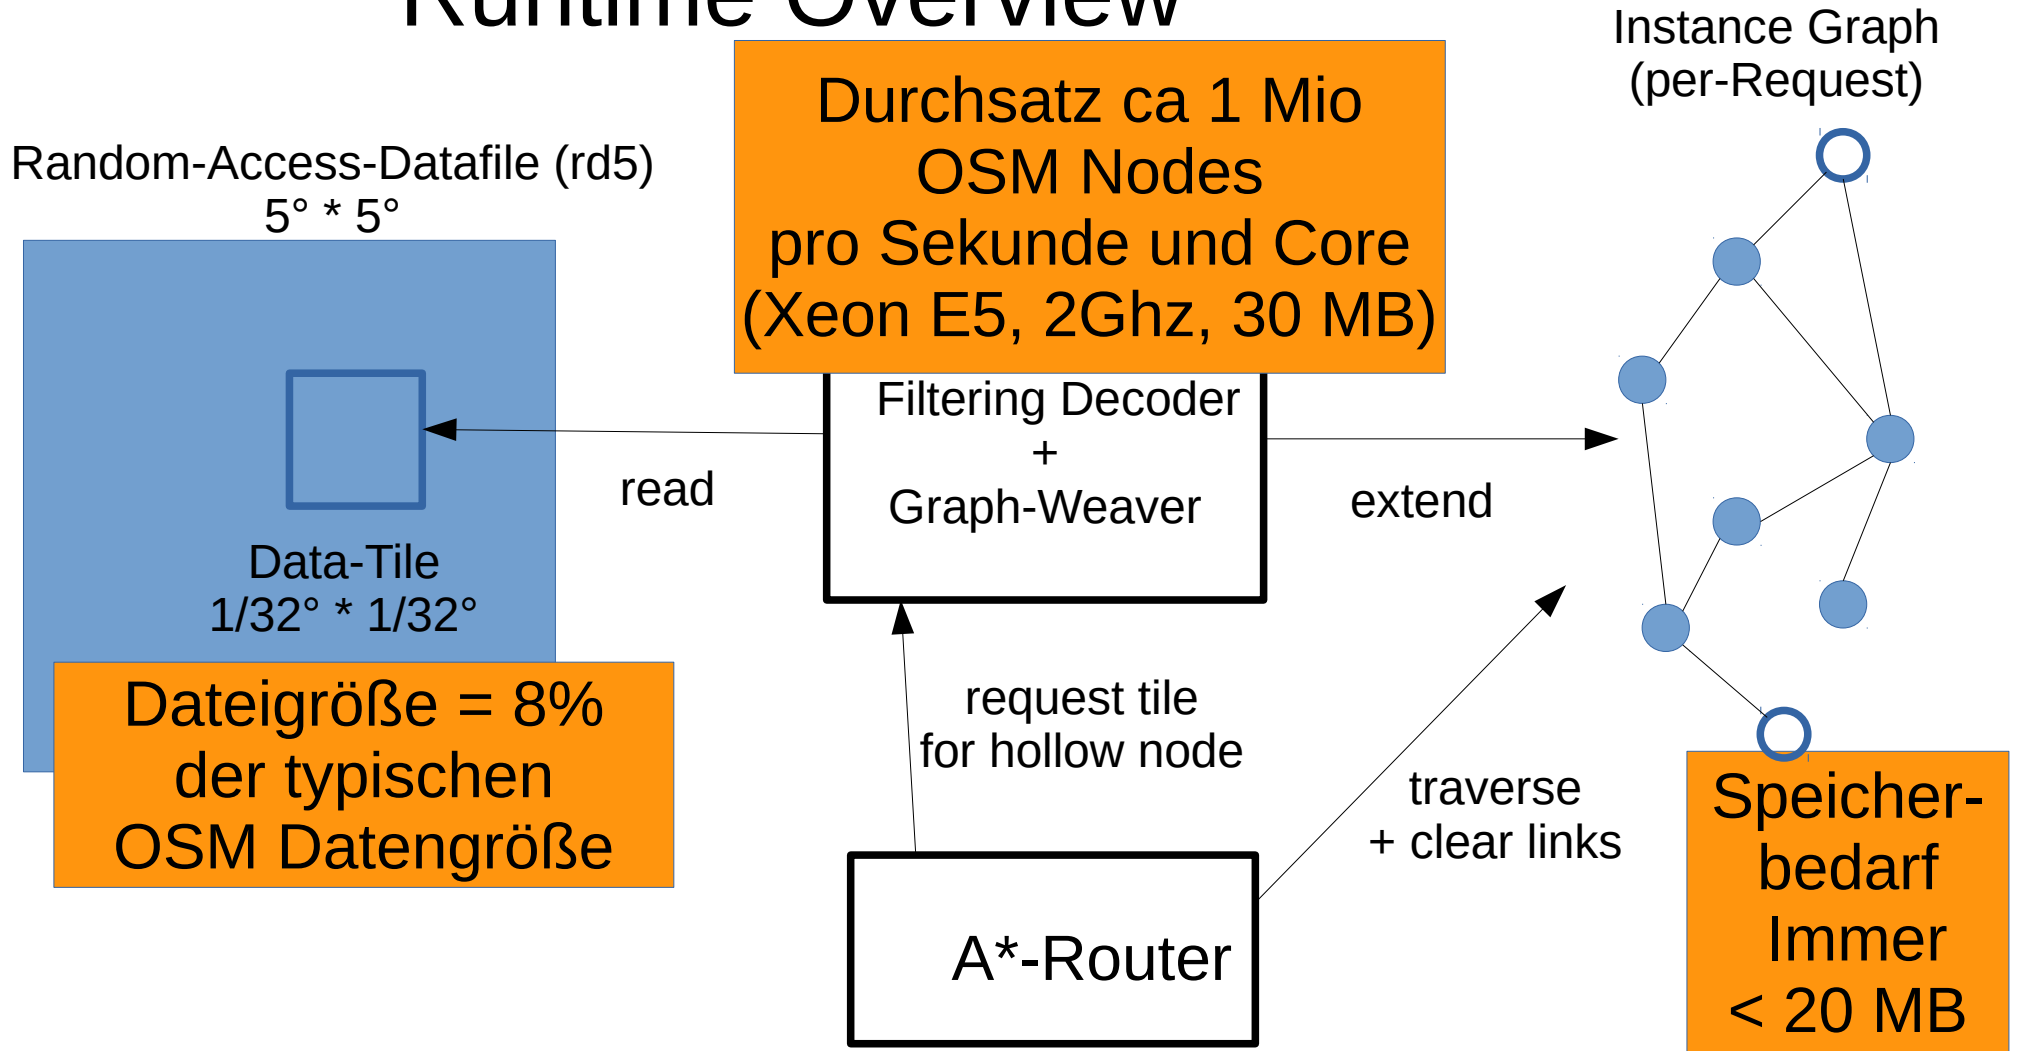 Runtime Overview
Instance Graph
(per-Request)
Durchsatz ca 1 Mio
OSM Nodes
pro Sekunde und Core
(Xeon E5, 2Ghz, 30 MB)
Random-Access-Datafile (rd5)
5° * 5°
Filtering Decoder
+
Graph-Weaver
read
extend
Data-Tile
1/32° * 1/32°
Dateigröße = 8%
der typischen
OSM Datengröße
request tile
for hollow node
traverse
+ clear links
A*-Router
Speicher-
bedarf
Immer
< 20 MB